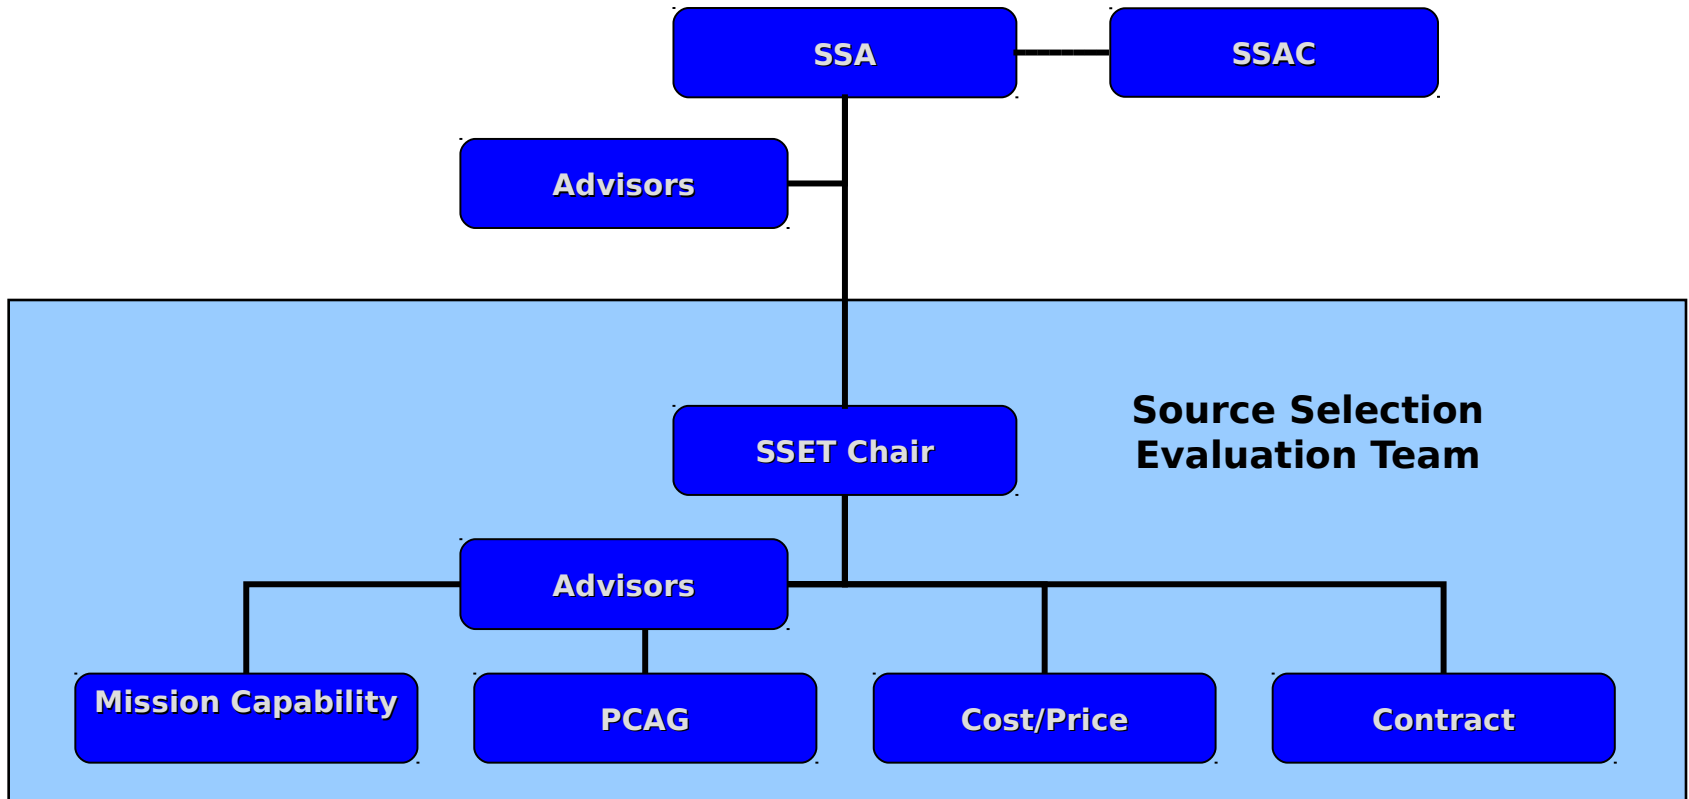 SSA
SSAC
Advisors
Source Selection
Evaluation Team
SSET Chair
Advisors
Mission Capability
PCAG
Cost/Price
Contract